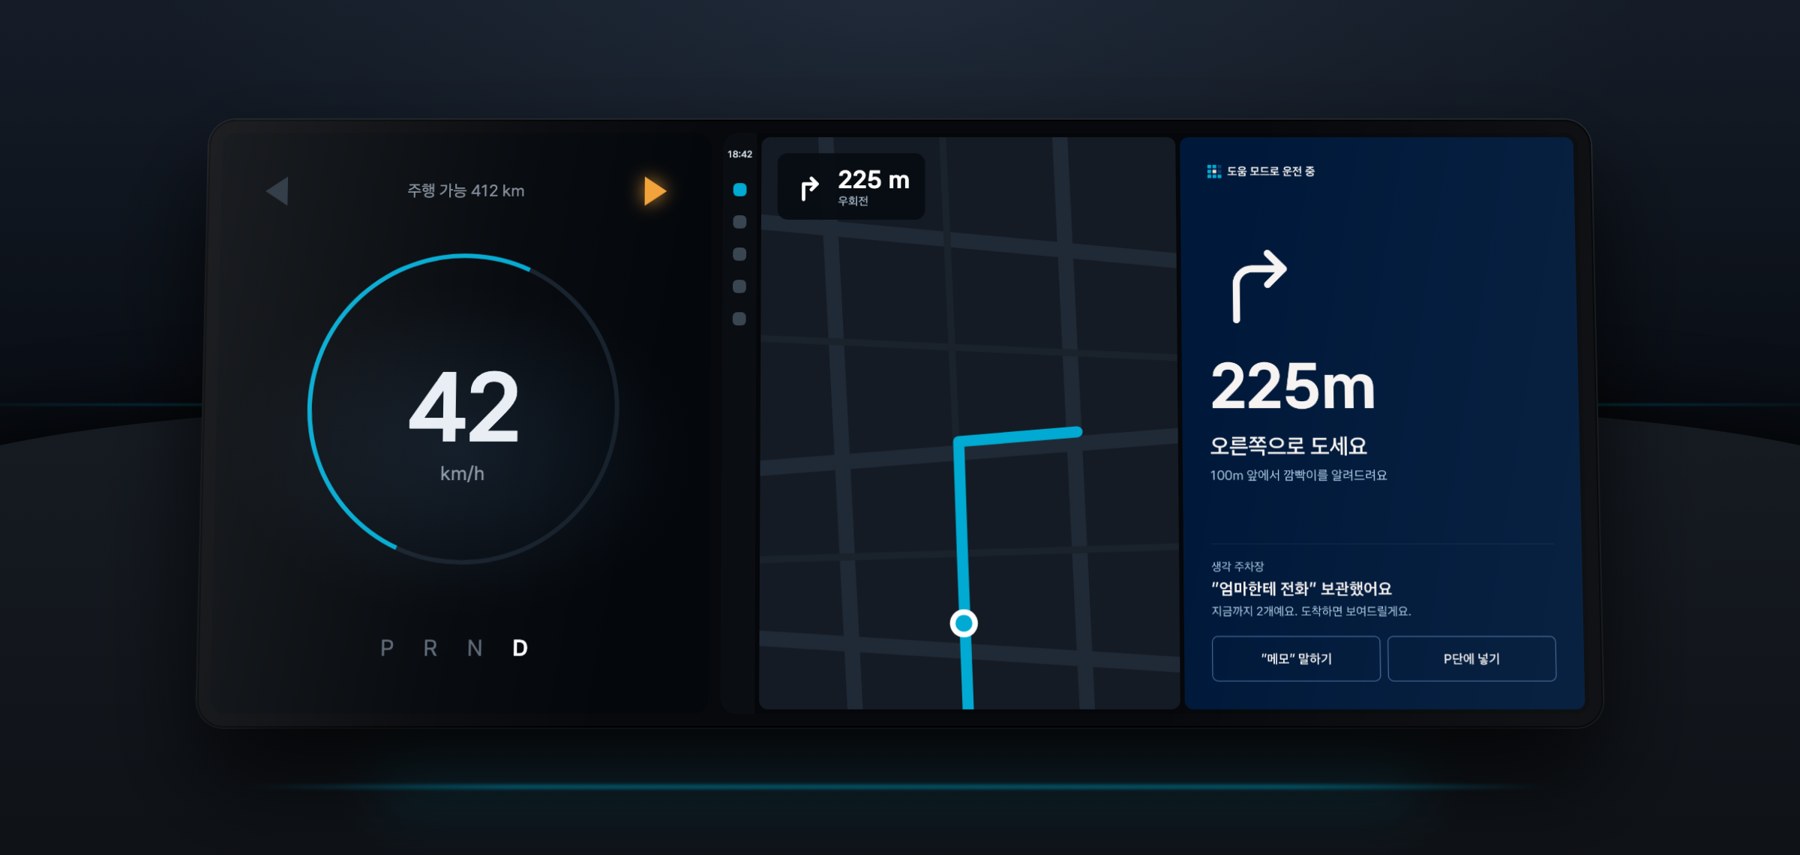 주행 가능 412 km
42
km/h
P R N D
18:42
225 m
우회전
도움 모드로 운전 중
225m
오른쪽으로 도세요
100m 앞에서 깜빡이를 알려드려요
생각 주차장
"엄마한테 전화" 보관했어요
지금까지 2개예요. 도착하면 보여드릴게요.
"메모" 말하기
P단에 넣기